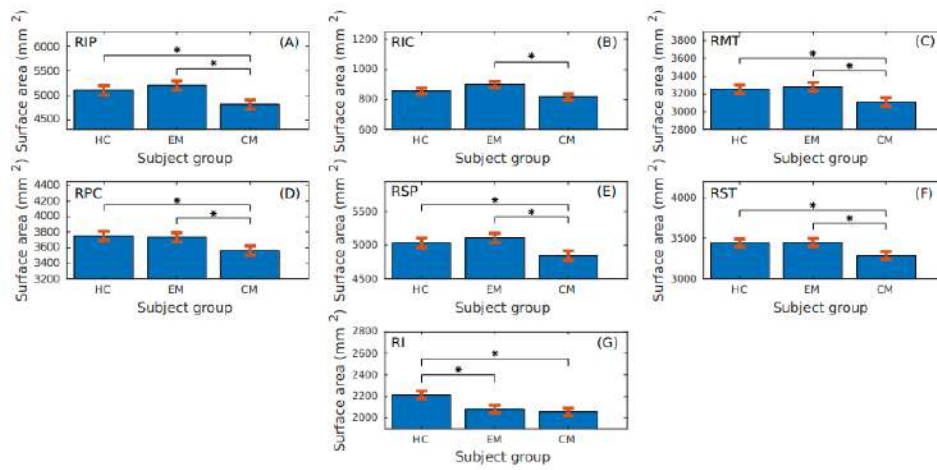 RIP (A)
Surface area (mm 2)
6000
5500
5000
4500
* *
HC EM CM
Subject group
RIC (B)
Surface area (mm 2)
1200
1000
800
600
*
HC EM CM
Subject group
RMT (C)
Surface area (mm 2)
3800
3600
3400
3200
3000
2800
* *
HC EM CM
Subject group
RPC (D)
Surface area (mm 2)
4400
4200
4000
3800
3600
3400
3200
* *
HC EM CM
Subject group
RSP (E)
Surface area (mm 2)
5500
5000
4500
* *
HC EM CM
Subject group
RST (F)
Surface area (mm 2)
4000
3500
3000
* *
HC EM CM
Subject group
RI (G)
Surface area (mm 2)
2800
2600
2400
2200
2000
* *
HC EM CM
Subject group